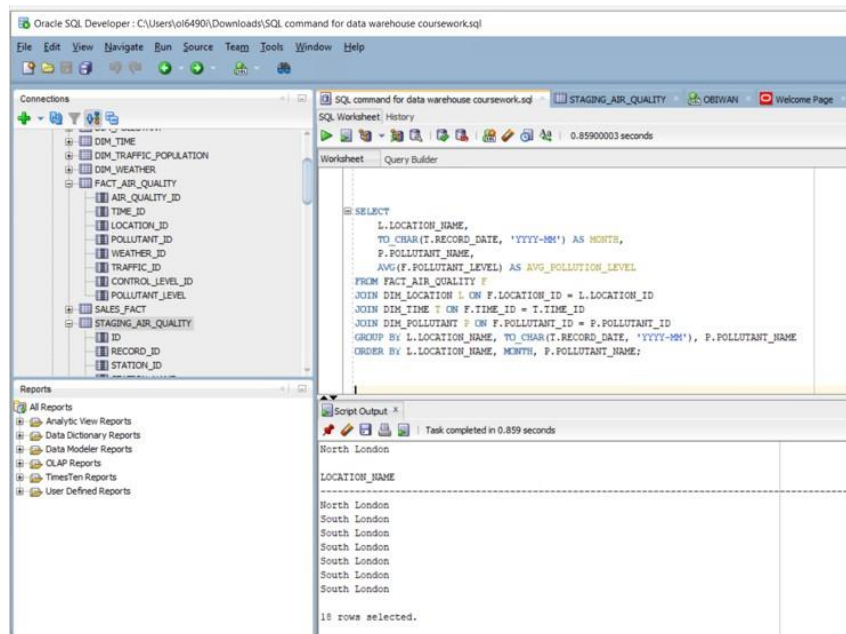 Oracle SQL Developer : C:\Users\ol6490i\Downloads\SQL command for data warehouse coursework.sql
File Edit View Navigate Run Source Team Tools Window Help
Connections
DIM_TIME
DIM_TRAFFIC_POPULATION
DIM_WEATHER
FACT_AIR_QUALITY
AIR_QUALITY_ID
TIME_ID
LOCATION_ID
POLLUTANT_ID
WEATHER_ID
TRAFFIC_ID
CONTROL_LEVEL_ID
POLLUTANT_LEVEL
SALES_FACT
STAGING_AIR_QUALITY
ID
RECORD_ID
STATION_ID
Reports
All Reports
Analytic View Reports
Data Dictionary Reports
Data Modeler Reports
OLAP Reports
TimesTen Reports
User Defined Reports
SQL command for data warehouse coursework.sql STAGING_AIR_QUALITY OBIWAN Welcome Page
SQL Worksheet History
0.85900003 seconds
Worksheet Query Builder
SELECT
L.LOCATION_NAME,
TO_CHAR(T.RECORD_DATE, 'YYYY-MM') AS MONTH,
P.POLLUTANT_NAME,
AVG(F.POLLUTANT_LEVEL) AS AVG_POLLUTION_LEVEL
FROM FACT_AIR_QUALITY F
JOIN DIM_LOCATION L ON F.LOCATION_ID = L.LOCATION_ID
JOIN DIM_TIME T ON F.TIME_ID = T.TIME_ID
JOIN DIM_POLLUTANT P ON F.POLLUTANT_ID = P.POLLUTANT_ID
GROUP BY L.LOCATION_NAME, TO_CHAR(T.RECORD_DATE, 'YYYY-MM'), P.POLLUTANT_NAME
ORDER BY L.LOCATION_NAME, MONTH, P.POLLUTANT_NAME;
Script Output
Task completed in 0.859 seconds
North London
LOCATION_NAME
--------------------------------------------------------------------------------
North London
South London
South London
South London
South London
South London
South London
18 rows selected.